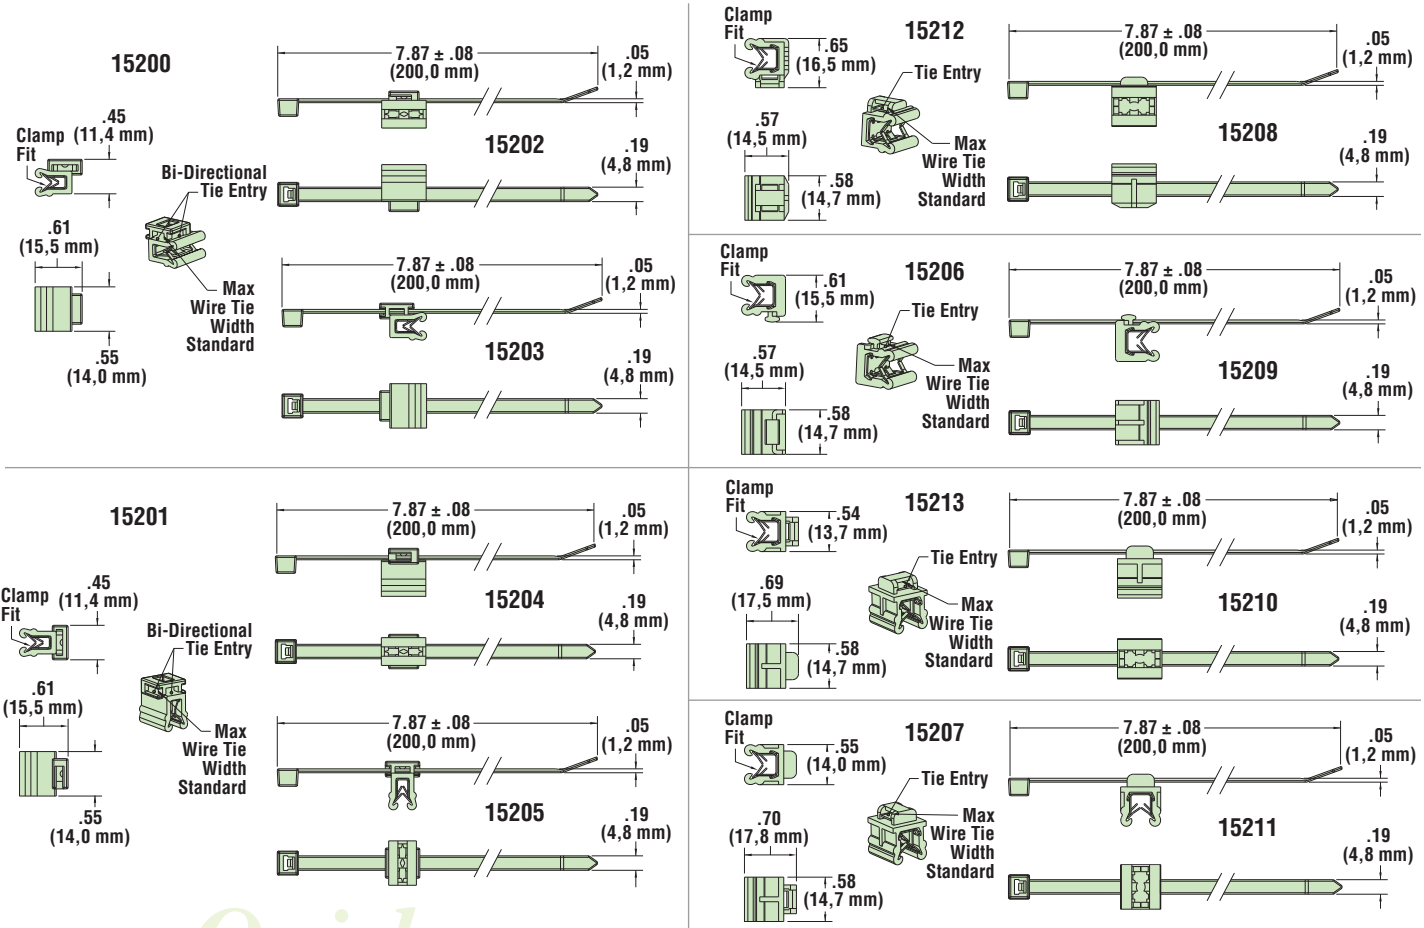 15200
Clamp
Fit
.45
(11,4 mm)
Bi-Directional
Tie Entry
.61
(15,5 mm)
Max
Wire Tie
Width
Standard
.55
(14,0 mm)
7.87 ± .08
(200,0 mm)
.05
(1,2 mm)
15202
.19
(4,8 mm)
7.87 ± .08
(200,0 mm)
.05
(1,2 mm)
15203
.19
(4,8 mm)
15201
Clamp
Fit
.45
(11,4 mm)
Bi-Directional
Tie Entry
.61
(15,5 mm)
Max
Wire Tie
Width
Standard
.55
(14,0 mm)
7.87 ± .08
(200,0 mm)
.05
(1,2 mm)
15204
.19
(4,8 mm)
7.87 ± .08
(200,0 mm)
.05
(1,2 mm)
15205
.19
(4,8 mm)
Clamp
Fit
15212
.65
(16,5 mm)
Tie Entry
.57
(14,5 mm)
Max
Wire Tie
Width
Standard
.58
(14,7 mm)
7.87 ± .08
(200,0 mm)
.05
(1,2 mm)
15208
.19
(4,8 mm)
Clamp
Fit
15206
.61
(15,5 mm)
Tie Entry
.57
(14,5 mm)
Max
Wire Tie
Width
Standard
.58
(14,7 mm)
7.87 ± .08
(200,0 mm)
.05
(1,2 mm)
15209
.19
(4,8 mm)
Clamp
Fit
15213
.54
(13,7 mm)
Tie Entry
.69
(17,5 mm)
Max
Wire Tie
Width
Standard
.58
(14,7 mm)
7.87 ± .08
(200,0 mm)
.05
(1,2 mm)
15210
.19
(4,8 mm)
Clamp
Fit
15207
.55
(14,0 mm)
Tie Entry
.70
(17,8 mm)
Max
Wire Tie
Width
Standard
.58
(14,7 mm)
7.87 ± .08
(200,0 mm)
.05
(1,2 mm)
15211
.19
(4,8 mm)